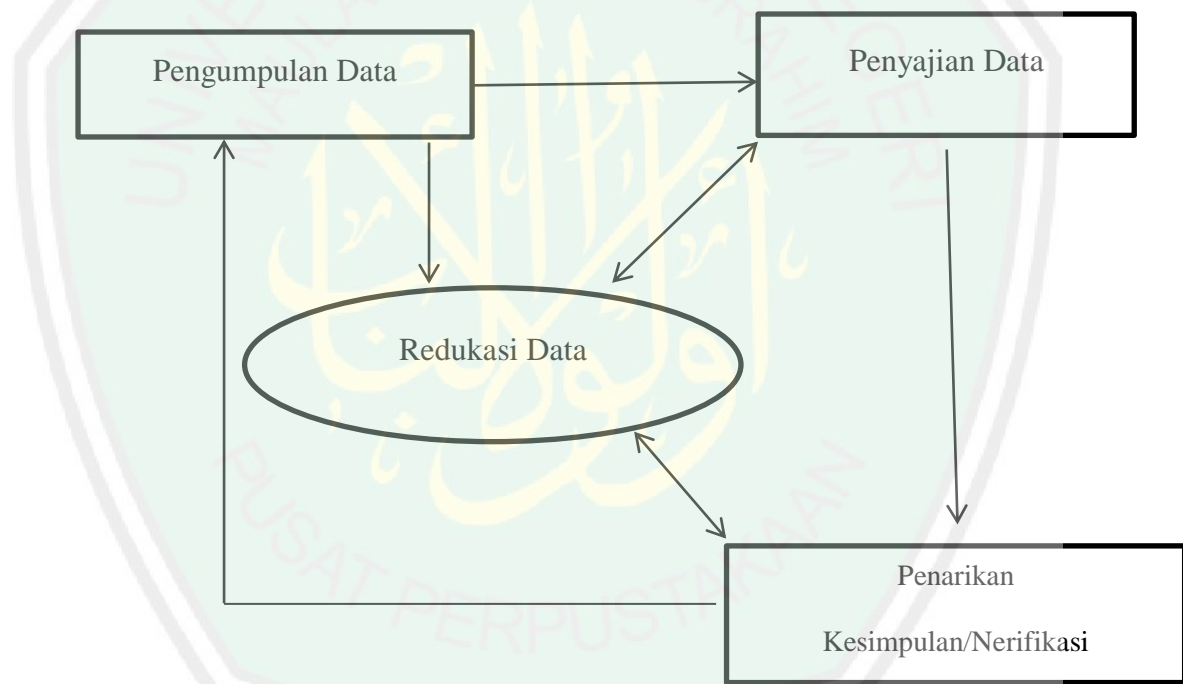 Pengumpulan Data
Penyajian Data
Redukasi Data
Penarikan
Kesimpulan/Nerifikasi
PUSAT PERPUSTAKAAN